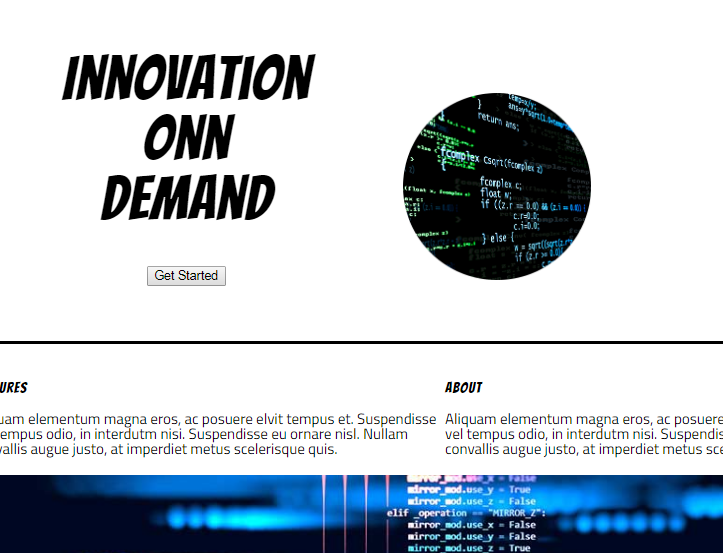 INNOVATION
ONN
DEMAND
Get Started
}
return ans;
fcomplex Csqrt(fcomplex z)
{
fcomplex c;
float w;
if ((z.r == 0.0) && (z.i == 0.0)) {
c.r=0.0;
c.i=0.0;
} else {
URES
ABOUT
uam elementum magna eros, ac posuere elvit tempus et. Suspendisse
empus odio, in interdutm nisi. Suspendisse eu ornare nisl. Nullam
vallis augue justo, at imperdiet metus scelerisque quis.
Aliquam elementum magna eros, ac posuere
vel tempus odio, in interdutm nisi. Suspendis
convallis augue justo, at imperdiet metus sce
mirror_mod.use_x = False
mirror_mod.use_y = True
mirror_mod.use_z = False
elif _operation == "MIRROR_Z":
mirror_mod.use_x = False
mirror_mod.use_y = False
mirror_mod.use_z = True